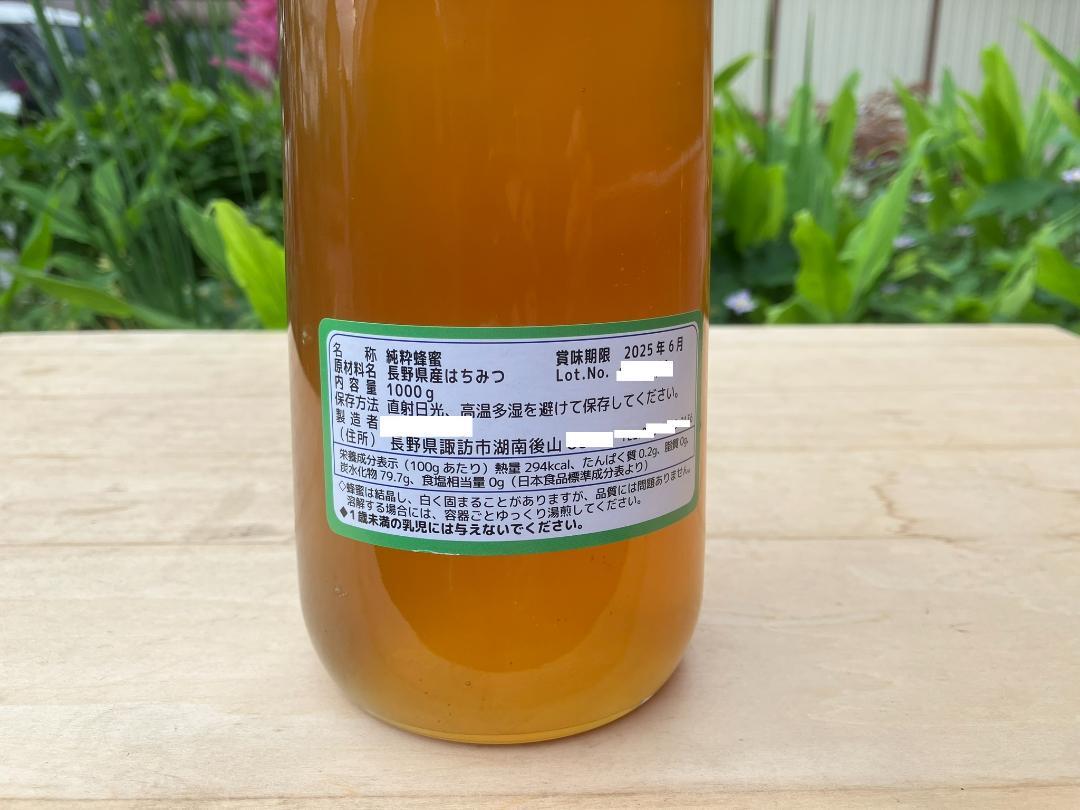 名称 純粋蜂蜜 賞味期限 2025年6月
原材料名 長野県産はちみつ Lot.No.
内容量 1000g
保存方法 直射日光、高温多湿を避けて保存してください。
製造者
（住所） 長野県諏訪市湖南後山
栄養成分表示（100gあたり）熱量 294kcal、たんぱく質 0.2g、脂質 0g、
炭水化物 79.7g、食塩相当量 0g（日本食品標準成分表より）
◇蜂蜜は結晶し、白く固まることがありますが、品質には問題ありません。
溶解する場合には、容器ごとゆっくり湯煎してください。
◆1歳未満の乳児には与えないでください。